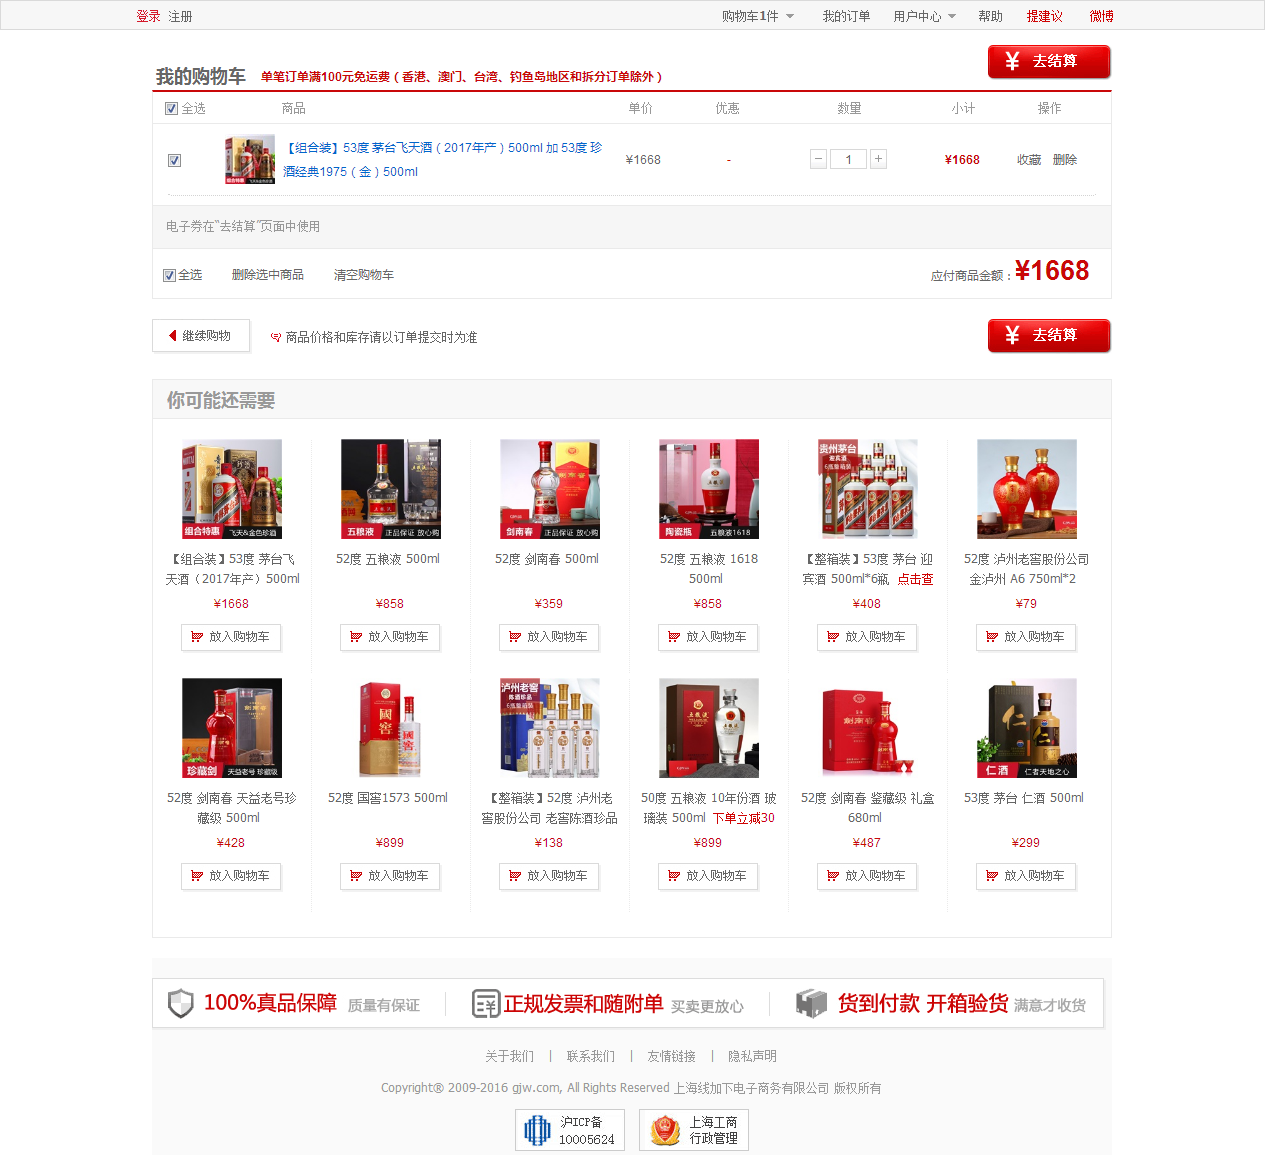 登录 注册 购物车1件 我的订单 用户中心 帮助 提建议 微博
我的购物车 单笔订单满100元免运费（香港、澳门、台湾、钓鱼岛地区和拆分订单除外）
¥ 去结算
全选 商品 单价 优惠 数量 小计 操作
【组合装】53度 茅台飞天酒（2017年产）500ml 加 53度 珍
酒经典1975（金）500ml
¥1668 - − 1 + ¥1668 收藏 删除
电子券在“去结算”页面中使用
全选 删除选中商品 清空购物车 应付商品金额：¥1668
继续购物 商品价格和库存请以订单提交时为准 ¥ 去结算
你可能还需要
组合特惠 飞天&金色珍酒
五粮液 正品保证 放心购
剑南春 正品保证 放心购
陶瓷瓶 五粮液1618
贵州茅台
迎宾酒
6瓶整箱装
【组合装】53度 茅台飞
天酒（2017年产）500ml
¥1668
放入购物车
52度 五粮液 500ml
¥858
放入购物车
52度 剑南春 500ml
¥359
放入购物车
52度 五粮液 1618
500ml
¥858
放入购物车
【整箱装】53度 茅台 迎
宾酒 500ml*6瓶 点击查
¥408
放入购物车
52度 泸州老窖股份公司
金泸州 A6 750ml*2
¥79
放入购物车
珍藏剑 天益老号 珍藏级
國窖
泸州老窖
陈酒珍品
6瓶整箱装
仁酒 仁者天地之心
52度 剑南春 天益老号珍
藏级 500ml
¥428
放入购物车
52度 国窖1573 500ml
¥899
放入购物车
【整箱装】52度 泸州老
窖股份公司 老窖陈酒珍品
¥138
放入购物车
50度 五粮液 10年份酒 玻
璃装 500ml 下单立减30
¥899
放入购物车
52度 剑南春 鉴藏级 礼盒
680ml
¥487
放入购物车
53度 茅台 仁酒 500ml
¥299
放入购物车
100%真品保障 质量有保证 正规发票和随附单 买卖更放心 货到付款 开箱验货 满意才收货
关于我们 | 联系我们 | 友情链接 | 隐私声明
Copyright® 2009-2016 gjw.com, All Rights Reserved 上海线加下电子商务有限公司 版权所有
沪ICP备
10005624
上海工商
行政管理